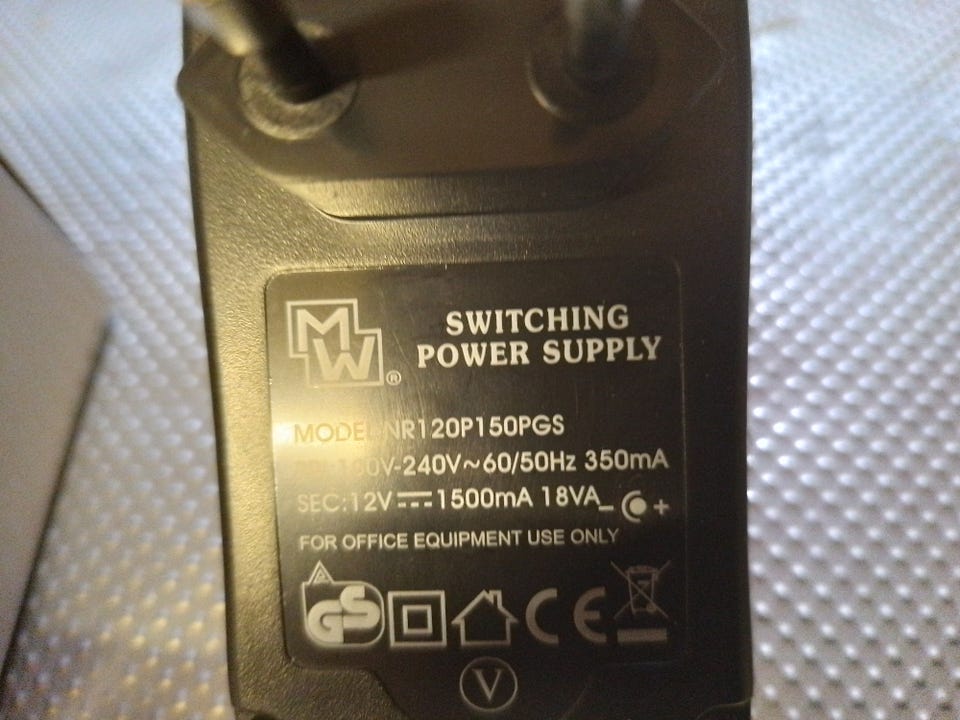 MW®
SWITCHING
POWER SUPPLY
MODEL NR120P150PGS
100V-240V~60/50Hz 350mA
SEC:12V⎓1500mA 18VA - +
FOR OFFICE EQUIPMENT USE ONLY
GS CE
V